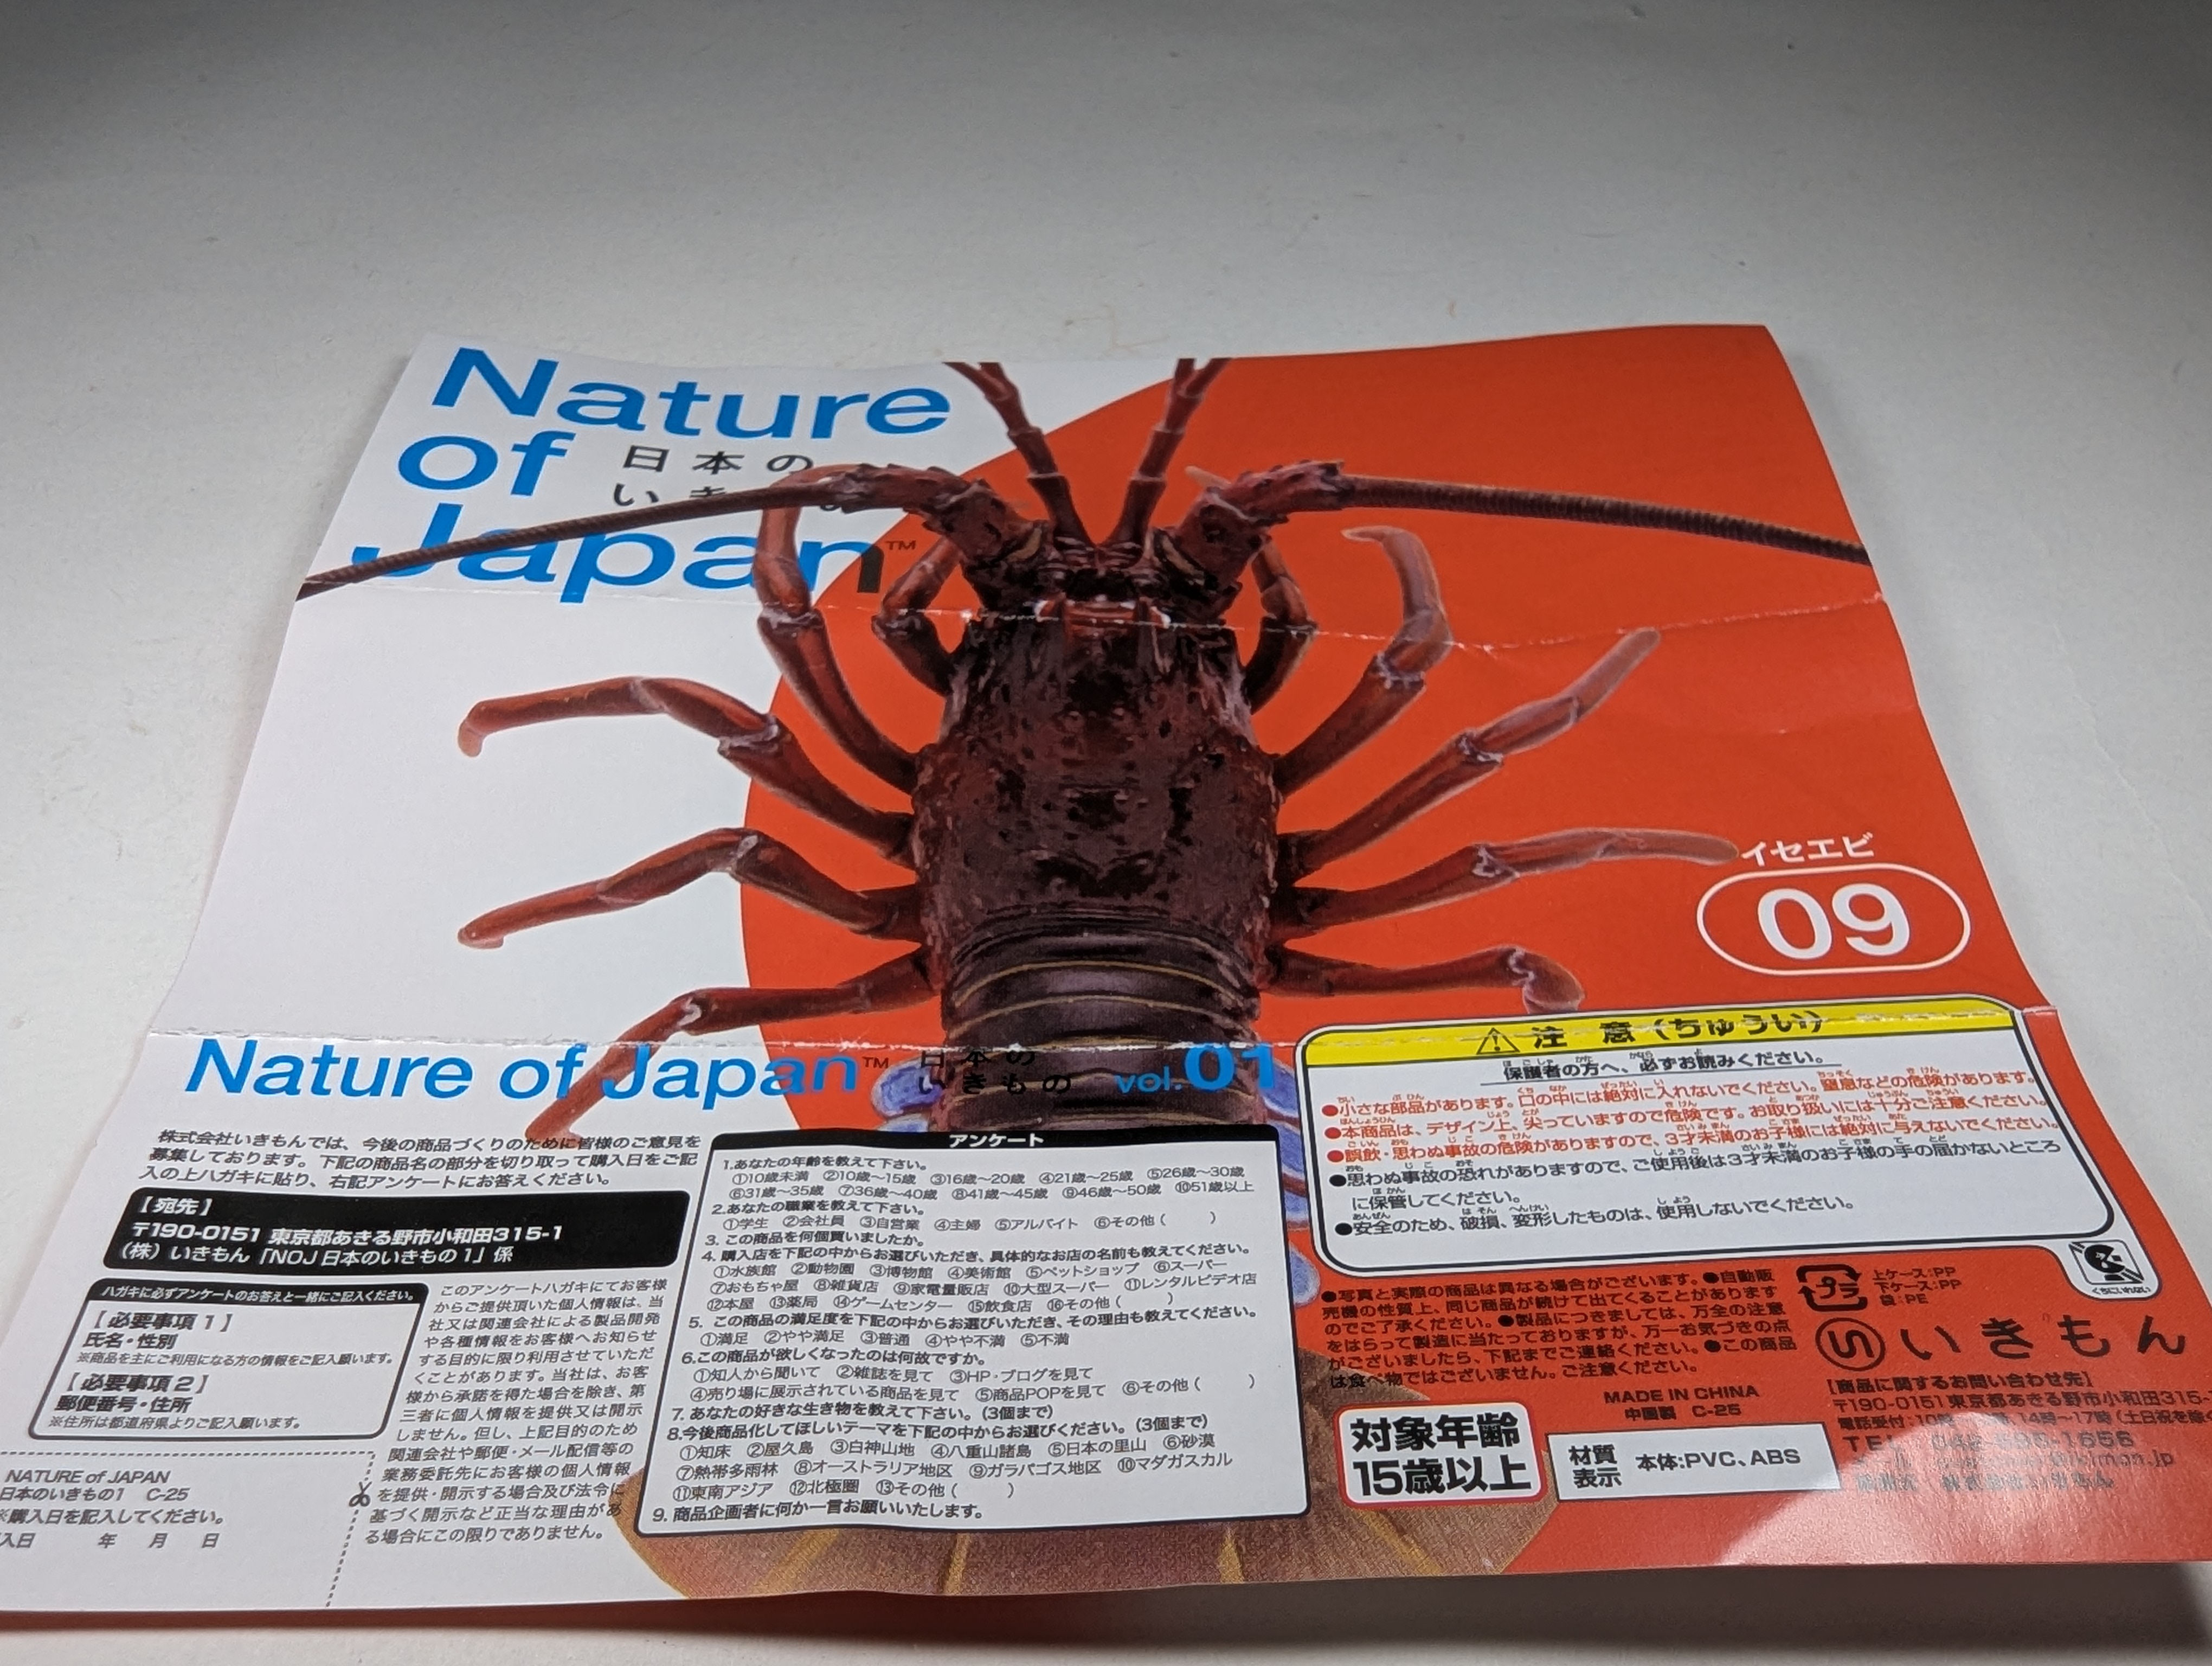 Nature
of 日本の
いき
Japan™
イセエビ
09
Nature of Japan™ 日本の いきもの vol.01
株式会社いきもんでは、今後の商品づくりのために皆様のご意見を
募集しております。下記の商品名の部分を切り取って購入日をご記
入の上ハガキに貼り、右記アンケートにお答えください。
【宛先】
〒190-0151 東京都あきる野市小和田315-1
(株)いきもん「NOJ日本のいきもの1」係
ハガキに必ずアンケートのお答えと一緒にご記入ください。
【必要事項1】
氏名・性別
※商品を主にご利用になる方の情報をご記入願います。
【必要事項2】
郵便番号・住所
※住所は都道府県よりご記入願います。
NATURE of JAPAN
日本のいきもの1 C-25
※購入日を記入してください。
入日 年 月 日
このアンケートハガキにてお客様
からご提供頂いた個人情報は、当
社又は関連会社による製品開発
や各種情報をお客様へお知らせ
する目的に限り利用させていただ
くことがあります。当社は、お客
様から承諾を得た場合を除き、第
三者に個人情報を提供又は開示
しません。但し、上記目的のため
関連会社や郵便・メール配信等の
業務委託先にお客様の個人情報
を提供・開示する場合及び法令に
基づく開示など正当な理由があ
る場合にこの限りでありません。
アンケート
1.あなたの年齢を教えて下さい。
①10歳未満 ②10歳〜15歳 ③16歳〜20歳 ④21歳〜25歳 ⑤26歳〜30歳
⑥31歳〜35歳 ⑦36歳〜40歳 ⑧41歳〜45歳 ⑨46歳〜50歳 ⑩51歳以上
2.あなたの職業を教えて下さい。
①学生 ②会社員 ③自営業 ④主婦 ⑤アルバイト ⑥その他( )
3. この商品を何個買いましたか。
4. 購入店を下記の中からお選びいただき、具体的なお店の名前も教えてください。
①水族館 ②動物園 ③博物館 ④美術館 ⑤ペットショップ ⑥スーパー
⑦おもちゃ屋 ⑧雑貨店 ⑨家電量販店 ⑩大型スーパー ⑪レンタルビデオ店
⑫本屋 ⑬薬局 ⑭ゲームセンター ⑮飲食店 ⑯その他( )
5. この商品の満足度を下記の中からお選びいただき、その理由も教えてください。
①満足 ②やや満足 ③普通 ④やや不満 ⑤不満
6.この商品が欲しくなったのは何故ですか。
①知人から聞いて ②雑誌を見て ③HP・ブログを見て
④売り場に展示されている商品を見て ⑤商品POPを見て ⑥その他( )
7. あなたの好きな生き物を教えて下さい。(3個まで)
8.今後商品化してほしいテーマを下記の中からお選びください。(3個まで)
①知床 ②屋久島 ③白神山地 ④八重山諸島 ⑤日本の里山 ⑥砂漠
⑦熱帯多雨林 ⑧オーストラリア地区 ⑨ガラパゴス地区 ⑩マダガスカル
⑪東南アジア ⑫北極圏 ⑬その他( )
9. 商品企画者に何か一言お願いいたします。
注 意(ちゅうい)
保護者の方へ、必ずお読みください。
●小さな部品があります。口の中には絶対に入れないでください。窒息などの危険があります。
●本商品は、デザイン上、尖っていますので危険です。お取り扱いには十分ご注意ください。
●誤飲・思わぬ事故の危険がありますので、3才未満のお子様には絶対に与えないでください。
●思わぬ事故の恐れがありますので、ご使用後は3才未満のお子様の手の届かないところ
に保管してください。
●安全のため、破損、変形したものは、使用しないでください。
くちにいれない
●写真と実際の商品は異なる場合がございます。●自動販
売機の性質上、同じ商品が続けて出てくることがあります
のでご了承ください。●製品につきましては、万全の注意
をはらって製造に当たっておりますが、万一お気づきの点
がございましたら、下記までご連絡ください。●この商品
は食べ物ではございません。ご注意ください。
プラ
上ケース:PP
下ケース:PP
袋:PE
いきもん
MADE IN CHINA
中国製 C-25
対象年齢
15歳以上
材質
表示
本体:PVC、ABS
【商品に関するお問い合わせ先】
〒190-0151東京都あきる野市小和田315-
電話受付:10 14時〜17時(土日祝を除